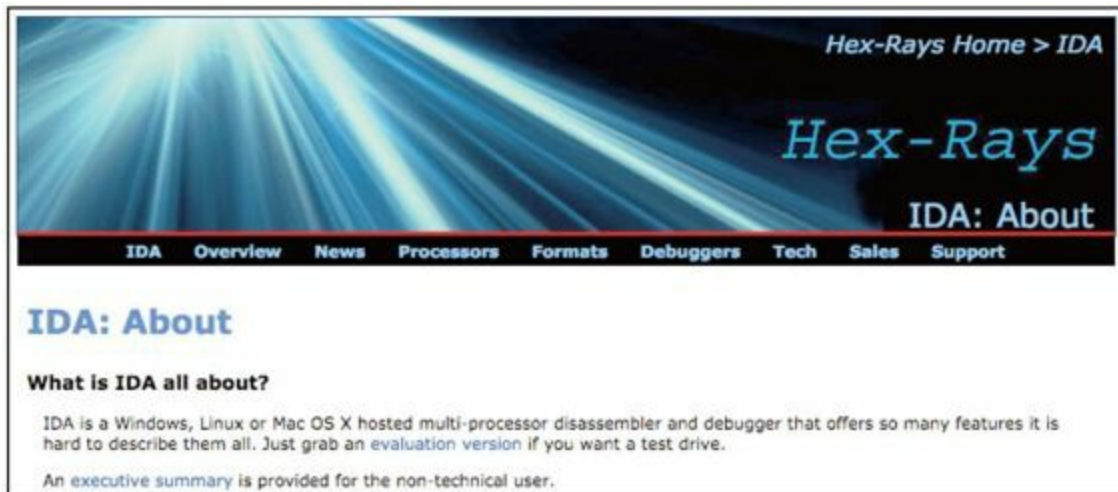 Hex-Rays Home > IDA
Hex-Rays
IDA: About
IDA Overview News Processors Formats Debuggers Tech Sales Support
IDA: About
What is IDA all about?
IDA is a Windows, Linux or Mac OS X hosted multi-processor disassembler and debugger that offers so many features it is
hard to describe them all. Just grab an evaluation version if you want a test drive.
An executive summary is provided for the non-technical user.